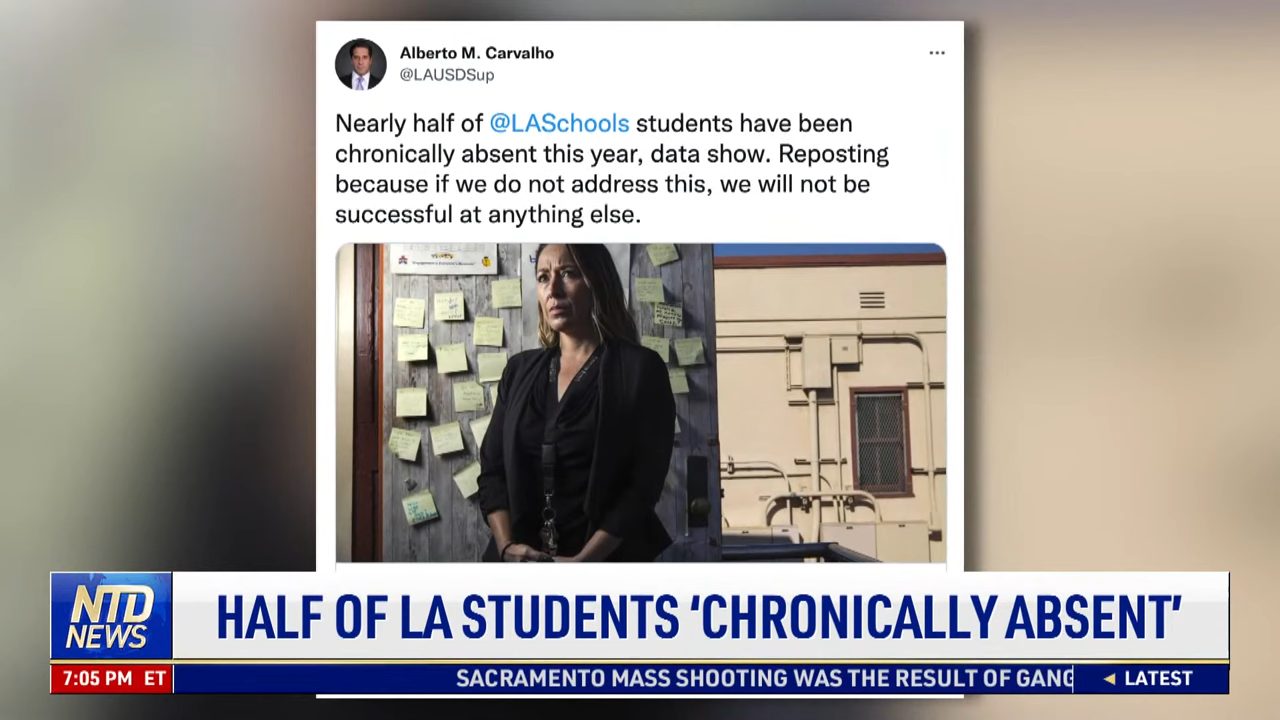 Alberto M. Carvalho
@LAUSDSup
Nearly half of @LASchools students have been
chronically absent this year, data show. Reposting
because if we do not address this, we will not be
successful at anything else.
NTD
NEWS
HALF OF LA STUDENTS ‘CHRONICALLY ABSENT’
7:05 PM ET
SACRAMENTO MASS SHOOTING WAS THE RESULT OF GANG
LATEST